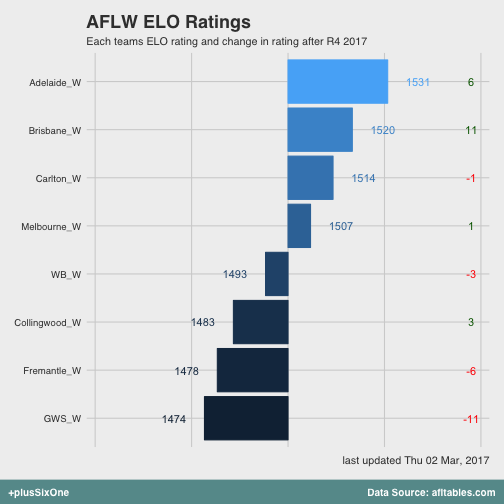 AFLW ELO Ratings
Each teams ELO rating and change in rating after R4 2017
Adelaide_W 1531 6
Brisbane_W 1520 11
Carlton_W 1514 -1
Melbourne_W 1507 1
WB_W 1493 -3
Collingwood_W 1483 3
Fremantle_W 1478 -6
GWS_W 1474 -11
last updated Thu 02 Mar, 2017
+plusSixOne Data Source: afltables.com